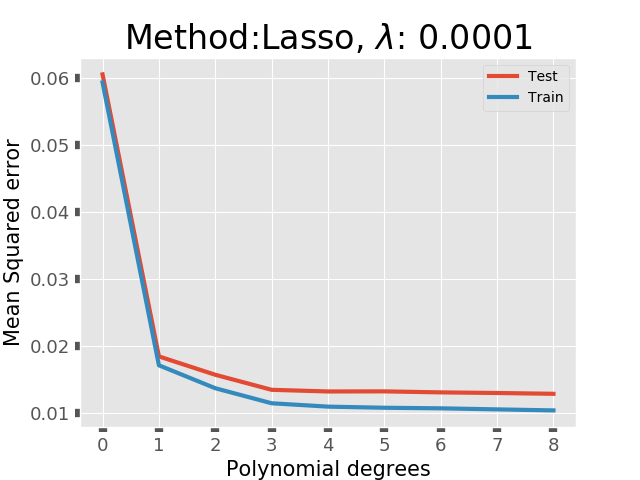 Method:Lasso, λ: 0.0001
Test
Train
Mean Squared error
0.06
0.05
0.04
0.03
0.02
0.01
0 1 2 3 4 5 6 7 8
Polynomial degrees